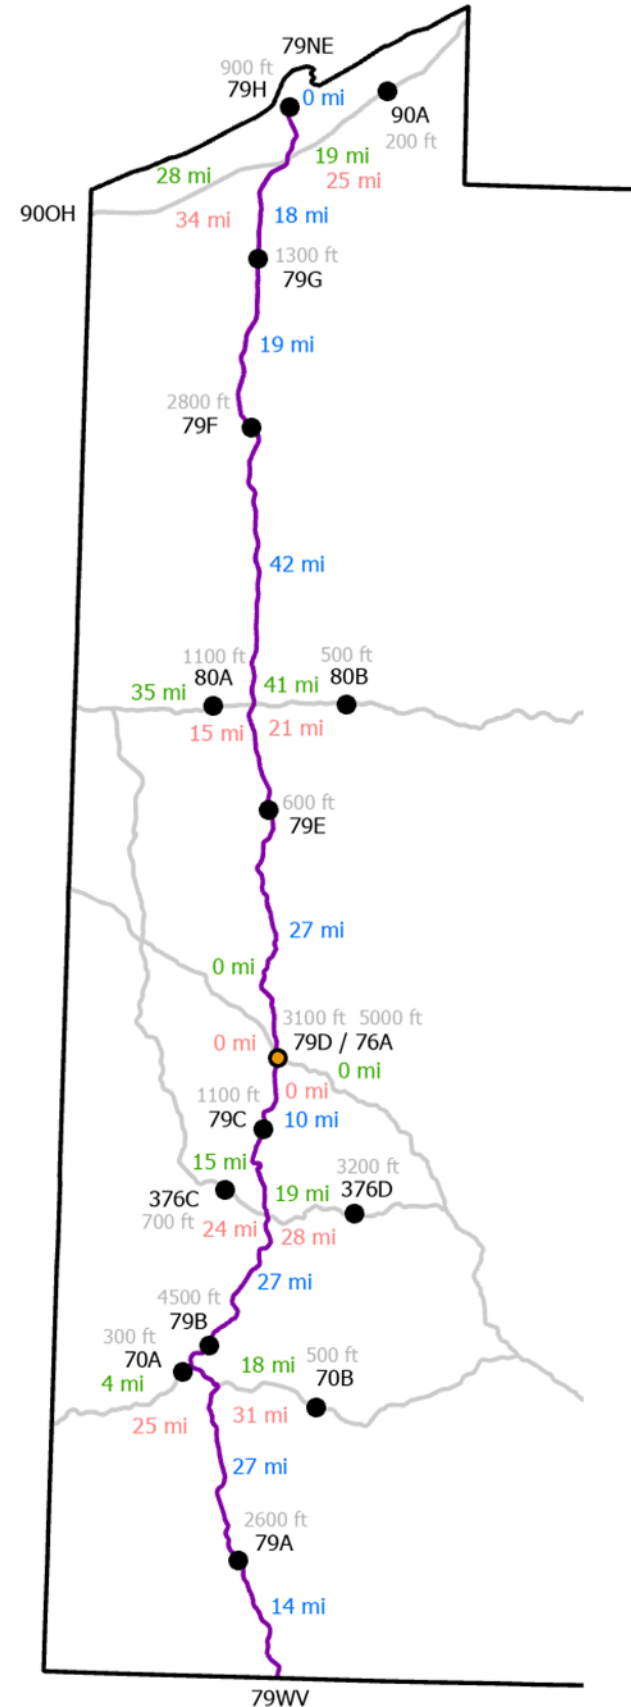 79NE
900 ft
79H
0 mi
90A
200 ft
19 mi
25 mi
28 mi
34 mi
90OH
18 mi
1300 ft
79G
19 mi
2800 ft
79F
42 mi
1100 ft
80A
500 ft
80B
35 mi
41 mi
15 mi
21 mi
600 ft
79E
27 mi
0 mi
3100 ft 5000 ft
79D / 76A
0 mi
0 mi
0 mi
1100 ft
79C
10 mi
15 mi
3200 ft
376D
19 mi
376C
700 ft
24 mi
28 mi
27 mi
4500 ft
79B
300 ft
70A
4 mi
18 mi
500 ft
70B
25 mi
31 mi
27 mi
2600 ft
79A
14 mi
79WV